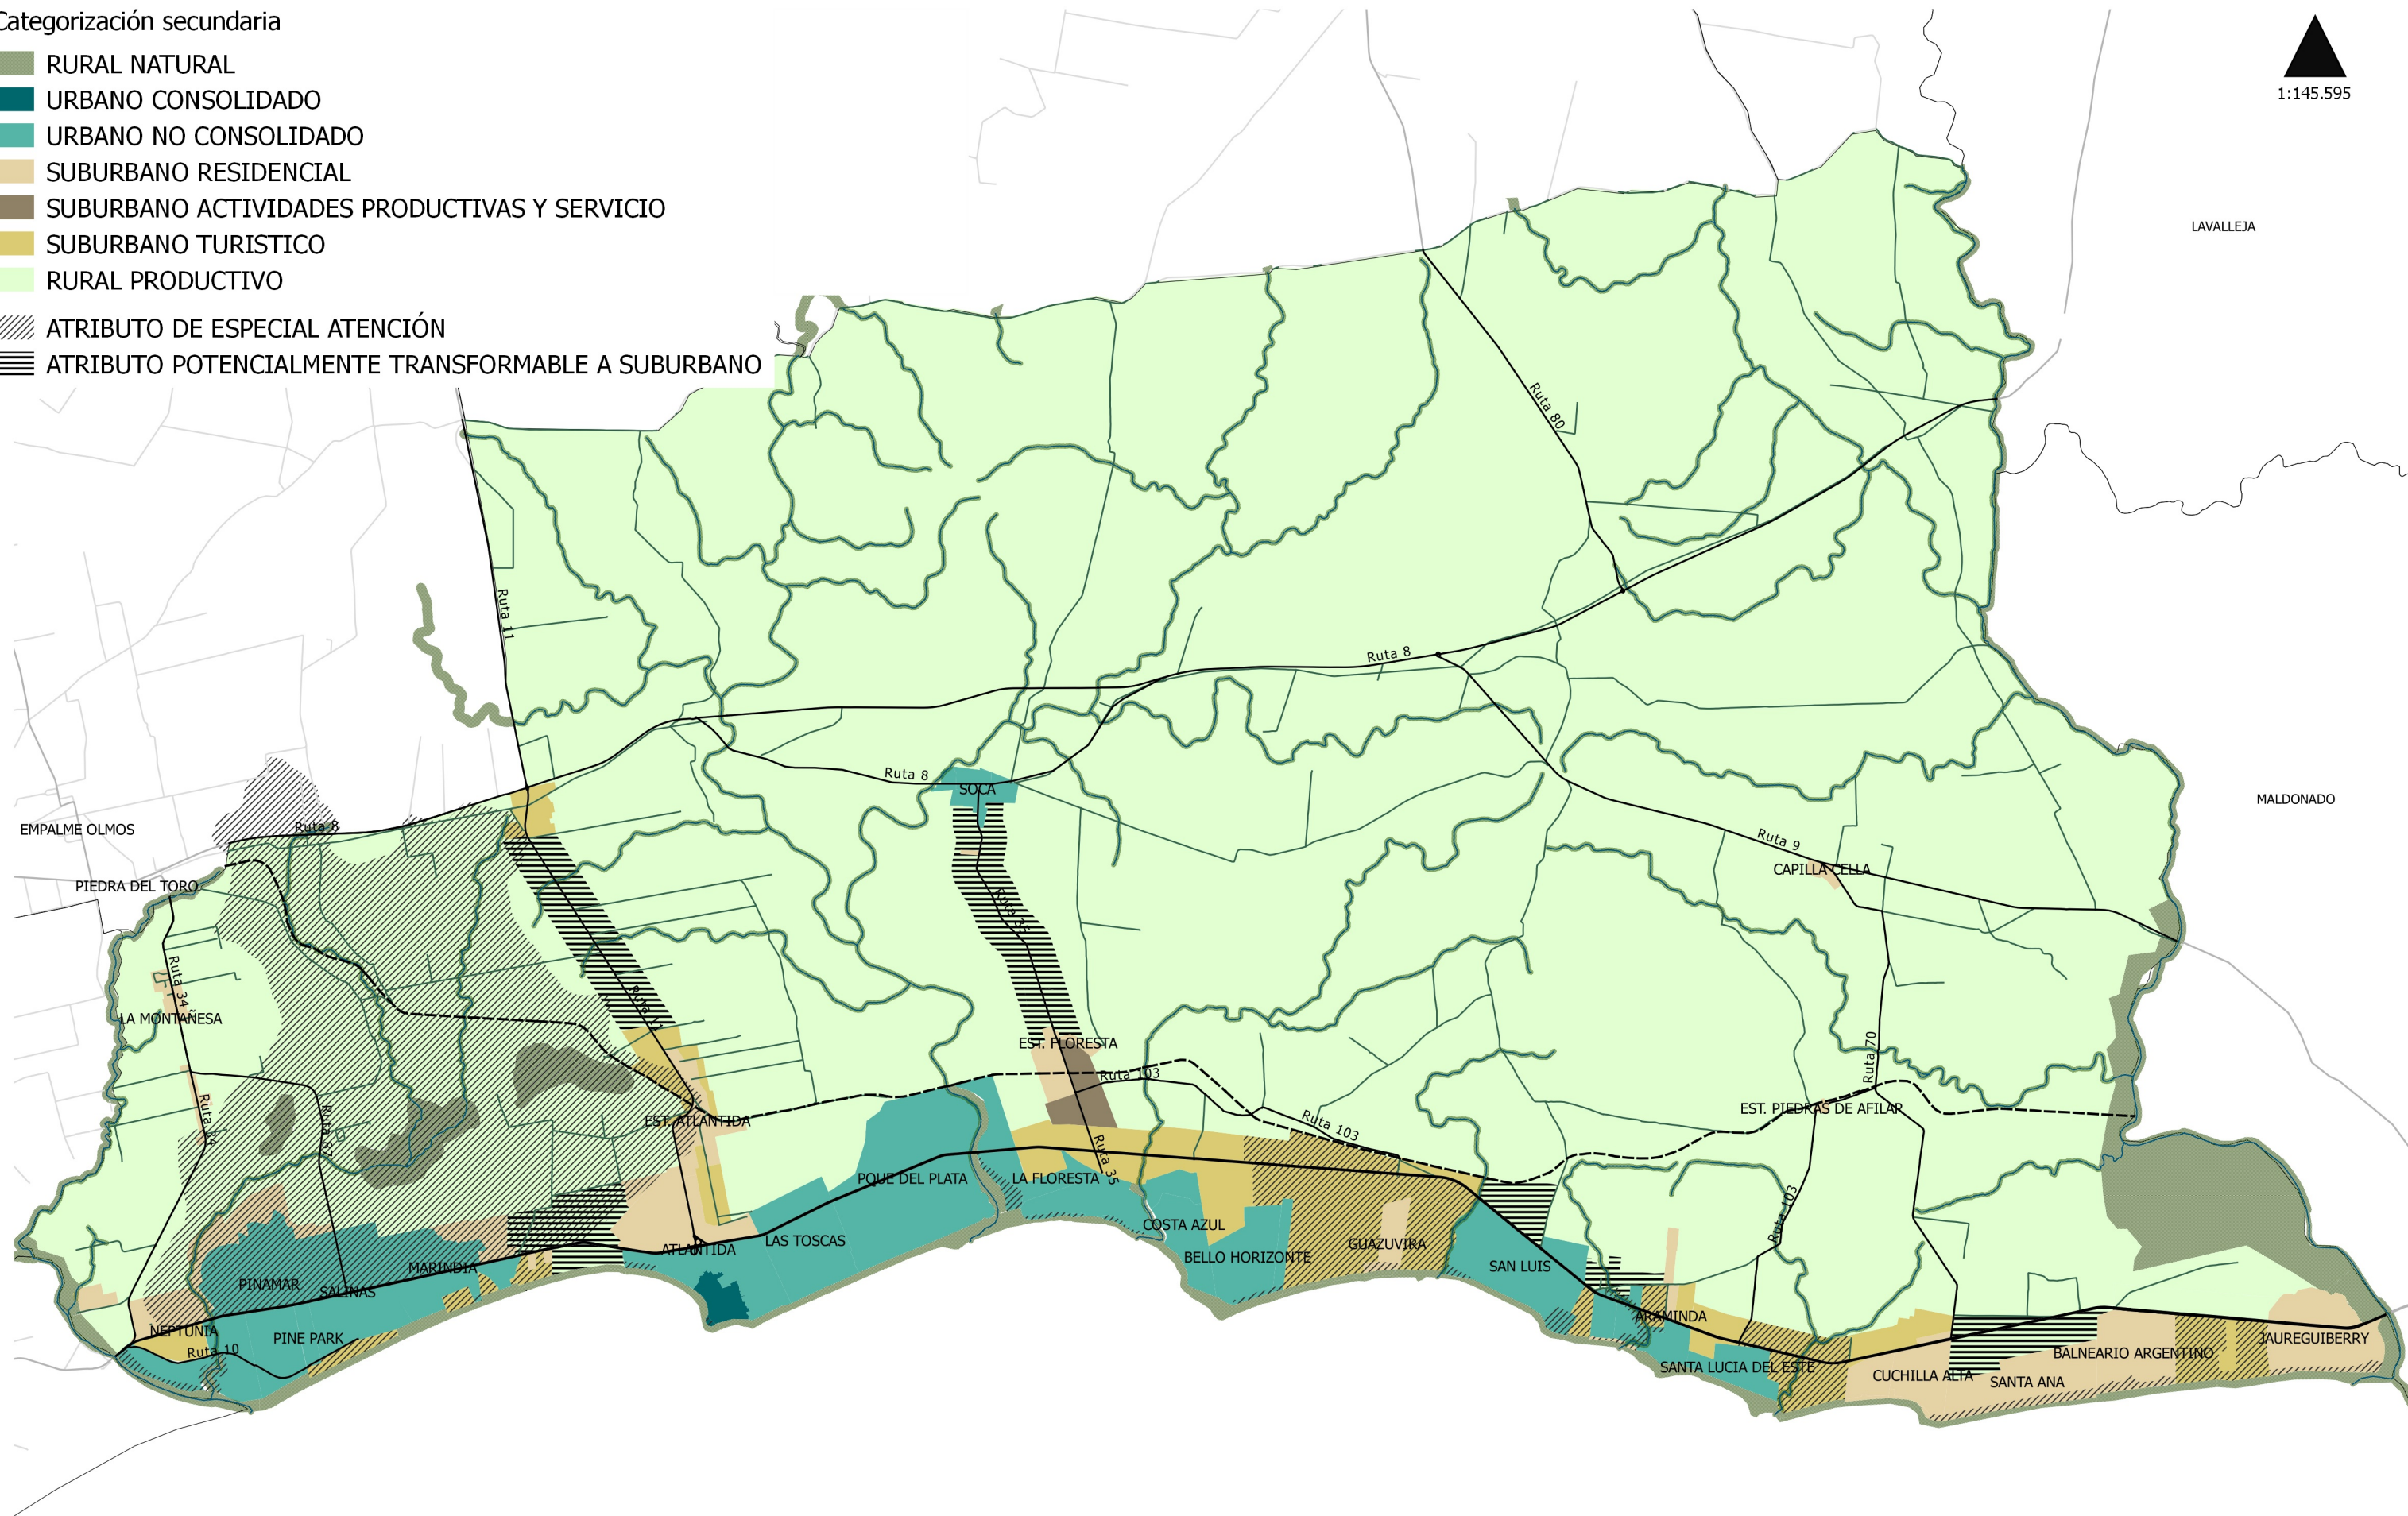 Categorización secundaria
RURAL NATURAL
URBANO CONSOLIDADO
URBANO NO CONSOLIDADO
SUBURBANO RESIDENCIAL
SUBURBANO ACTIVIDADES PRODUCTIVAS Y SERVICIO
SUBURBANO TURISTICO
RURAL PRODUCTIVO
ATRIBUTO DE ESPECIAL ATENCIÓN
ATRIBUTO POTENCIALMENTE TRANSFORMABLE A SUBURBANO
1:145.595
LAVALLEJA
Ruta 80
Ruta 11
Ruta 8
Ruta 8
SOCA
MALDONADO
EMPALME OLMOS
Ruta 8
Ruta 9
CAPILLA CELLA
PIEDRA DEL TORO
Ruta 35
Ruta 34
Ruta 11
LA MONTAÑESA
EST. FLORESTA
Ruta 70
Ruta 103
Ruta 34
Ruta 87
EST. ATLANTIDA
Ruta 103
EST. PIEDRAS DE AFILAR
Ruta 35
PQUE DEL PLATA
LA FLORESTA
Ruta 103
COSTA AZUL
LAS TOSCAS
ATLANTIDA
GUAZUVIRA
BELLO HORIZONTE
SAN LUIS
MARINDIA
PINAMAR
SALINAS
ARAMINDA
NEPTUNIA
PINE PARK
JAUREGUIBERRY
Ruta 10
BALNEARIO ARGENTINO
SANTA LUCIA DEL ESTE
CUCHILLA ALTA
SANTA ANA